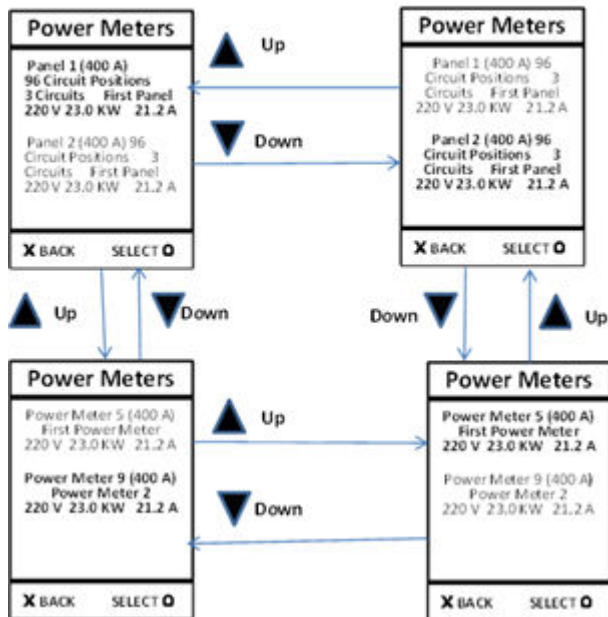 Power Meters
Panel 1 (400 A)
96 Circuit Positions
3 Circuits First Panel
220 V 23.0 KW 21.2 A
Panel 2 (400 A) 96
Circuit Positions 3
Circuits First Panel
220 V 23.0 KW 21.2 A
X BACK SELECT O
Up
Down
Power Meters
Panel 1 (400 A) 96
Circuit Positions 3
Circuits First Panel
220 V 23.0 KW 21.2 A
Panel 2 (400 A) 96
Circuit Positions 3
Circuits First Panel
220 V 23.0 KW 21.2 A
X BACK SELECT O
Up
Down
Down
Up
Power Meters
Power Meter 5 (400 A)
First Power Meter
220 V 23.0 KW 21.2 A
Power Meter 9 (400 A)
Power Meter 2
220 V 23.0 KW 21.2 A
X BACK SELECT O
Up
Down
Power Meters
Power Meter 5 (400 A)
First Power Meter
220 V 23.0 KW 21.2 A
Power Meter 9 (400 A)
Power Meter 2
220 V 23.0 KW 21.2 A
X BACK SELECT O